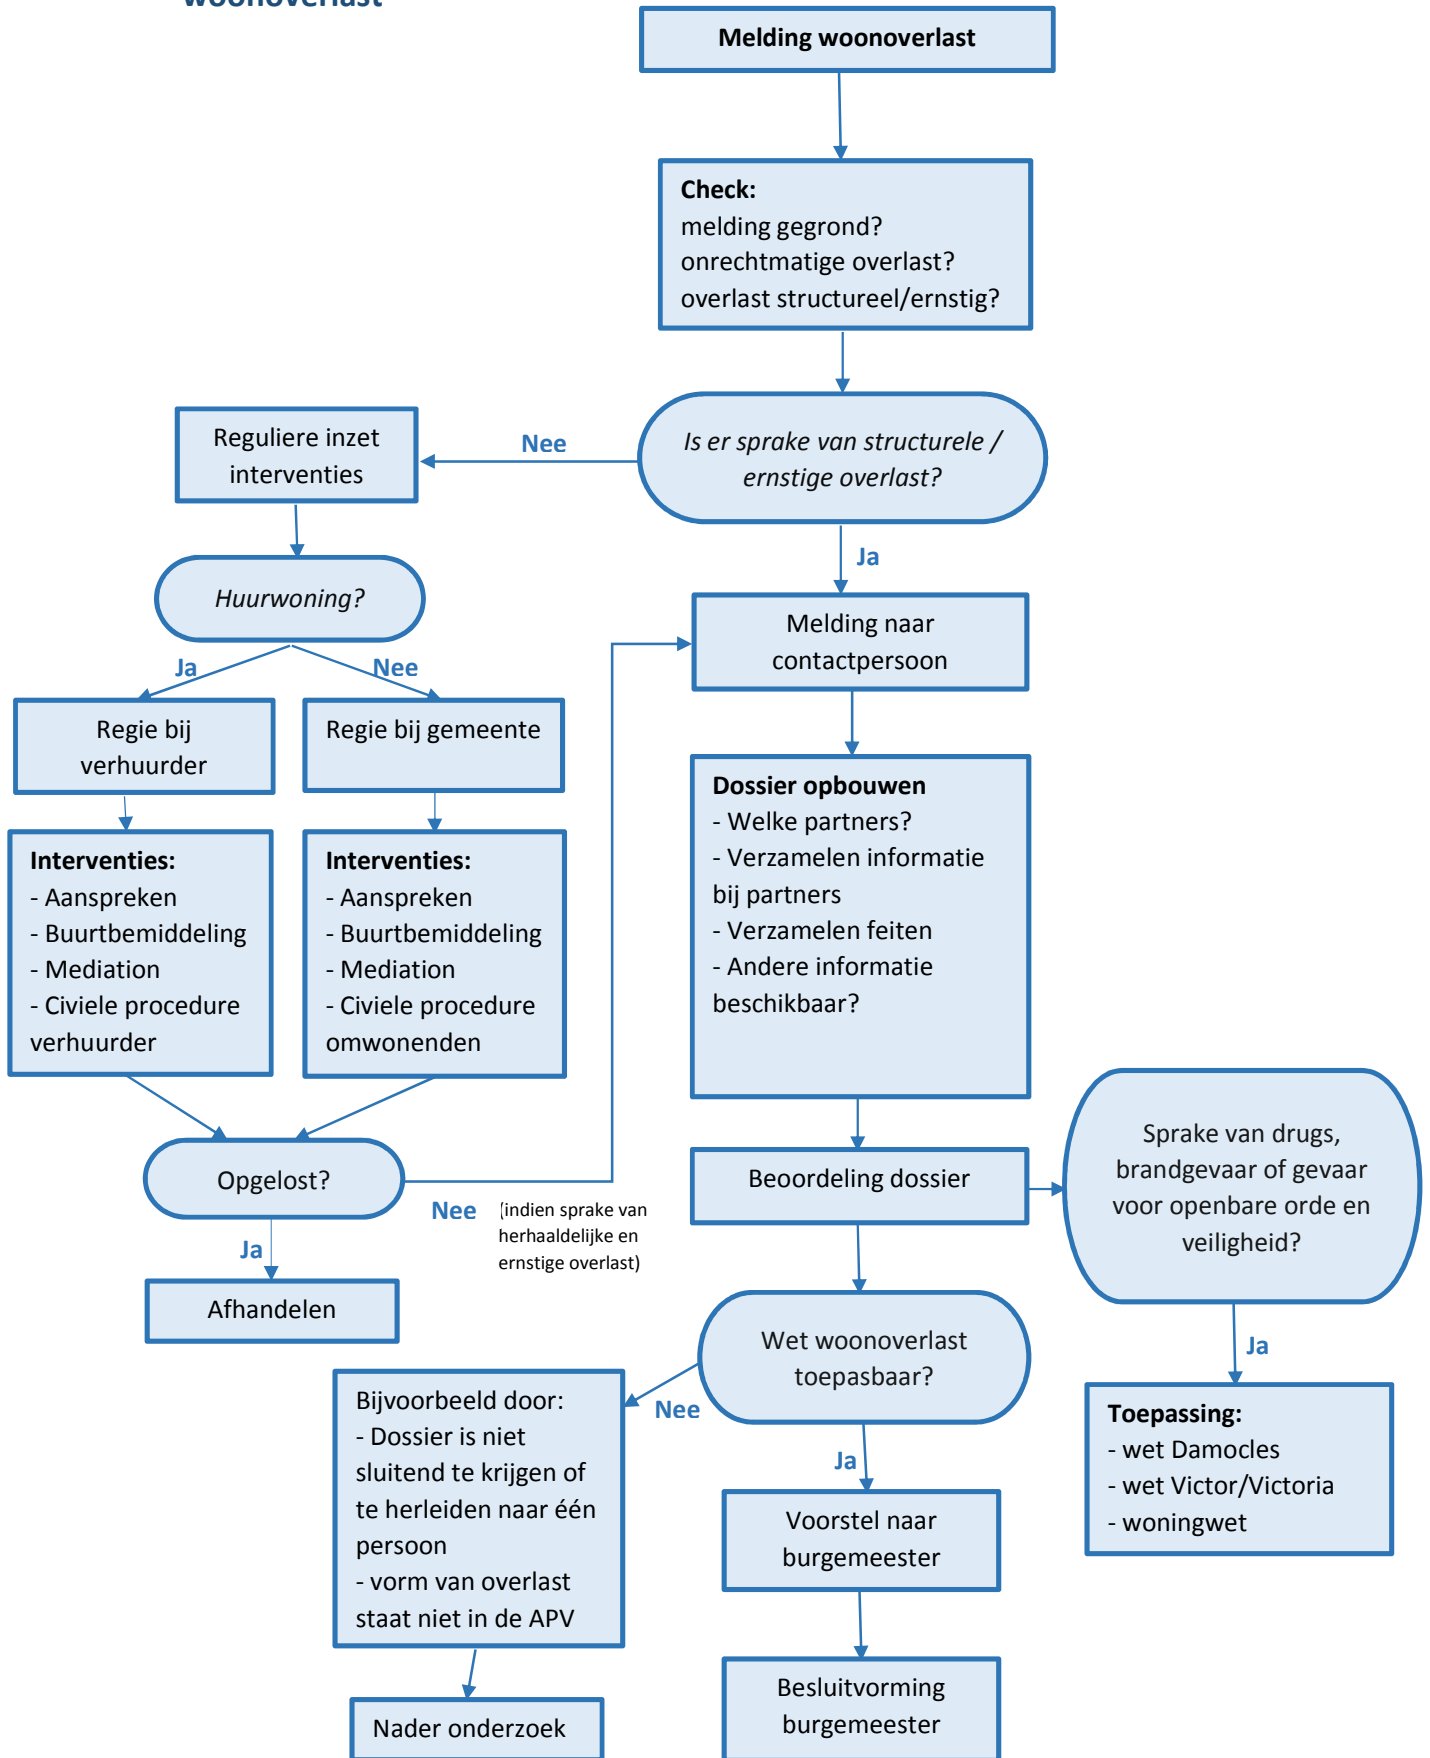 woonoverlast
Melding woonoverlast
Check:
melding gegrond?
onrechtmatige overlast?
overlast structureel/ernstig?
Is er sprake van structurele /
ernstige overlast?
Nee
Reguliere inzet
interventies
Ja
Huurwoning?
Melding naar
contactpersoon
Ja
Nee
Regie bij
verhuurder
Regie bij gemeente
Interventies:
- Aanspreken
- Buurtbemiddeling
- Mediation
- Civiele procedure
verhuurder
Interventies:
- Aanspreken
- Buurtbemiddeling
- Mediation
- Civiele procedure
omwonenden
Dossier opbouwen
- Welke partners?
- Verzamelen informatie
bij partners
- Verzamelen feiten
- Andere informatie
beschikbaar?
Opgelost?
Nee
(indien sprake van
herhaaldelijke en
ernstige overlast)
Ja
Afhandelen
Beoordeling dossier
Sprake van drugs,
brandgevaar of gevaar
voor openbare orde en
veiligheid?
Ja
Toepassing:
- wet Damocles
- wet Victor/Victoria
- woningwet
Wet woonoverlast
toepasbaar?
Nee
Bijvoorbeeld door:
- Dossier is niet
sluitend te krijgen of
te herleiden naar één
persoon
- vorm van overlast
staat niet in de APV
Nader onderzoek
Ja
Voorstel naar
burgemeester
Besluitvorming
burgemeester